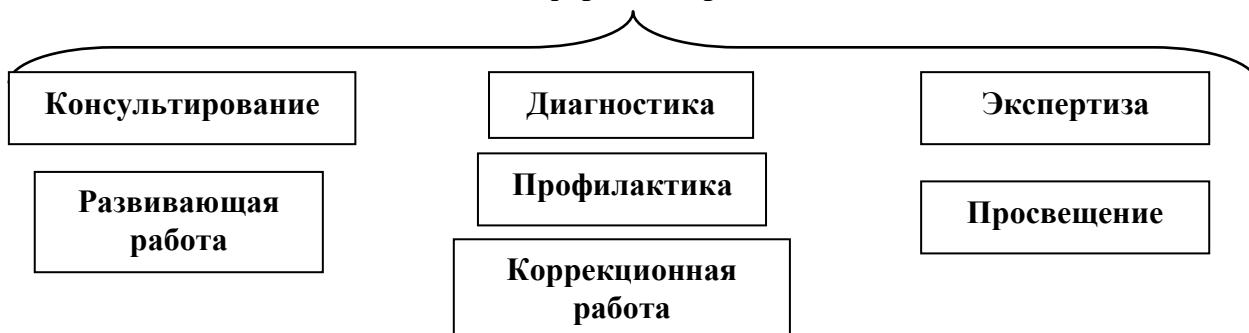 Консультирование
Диагностика
Экспертиза
Развивающая
работа
Профилактика
Просвещение
Коррекционная
работа